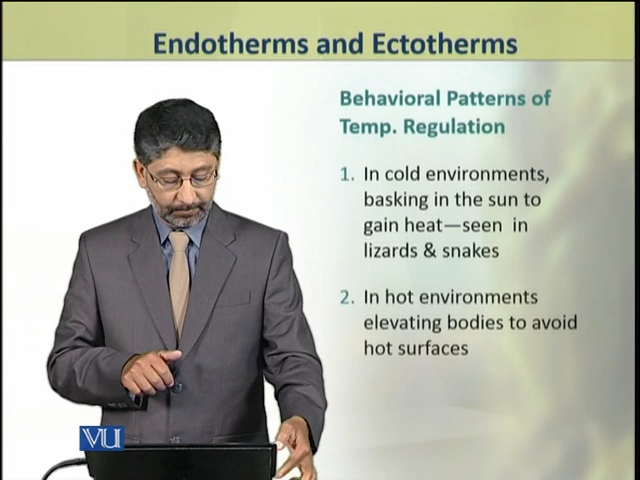 Endotherms and Ectotherms
Behavioral Patterns of
Temp. Regulation
1. In cold environments,
basking in the sun to
gain heat—seen in
lizards & snakes
2. In hot environments
elevating bodies to avoid
hot surfaces
VU